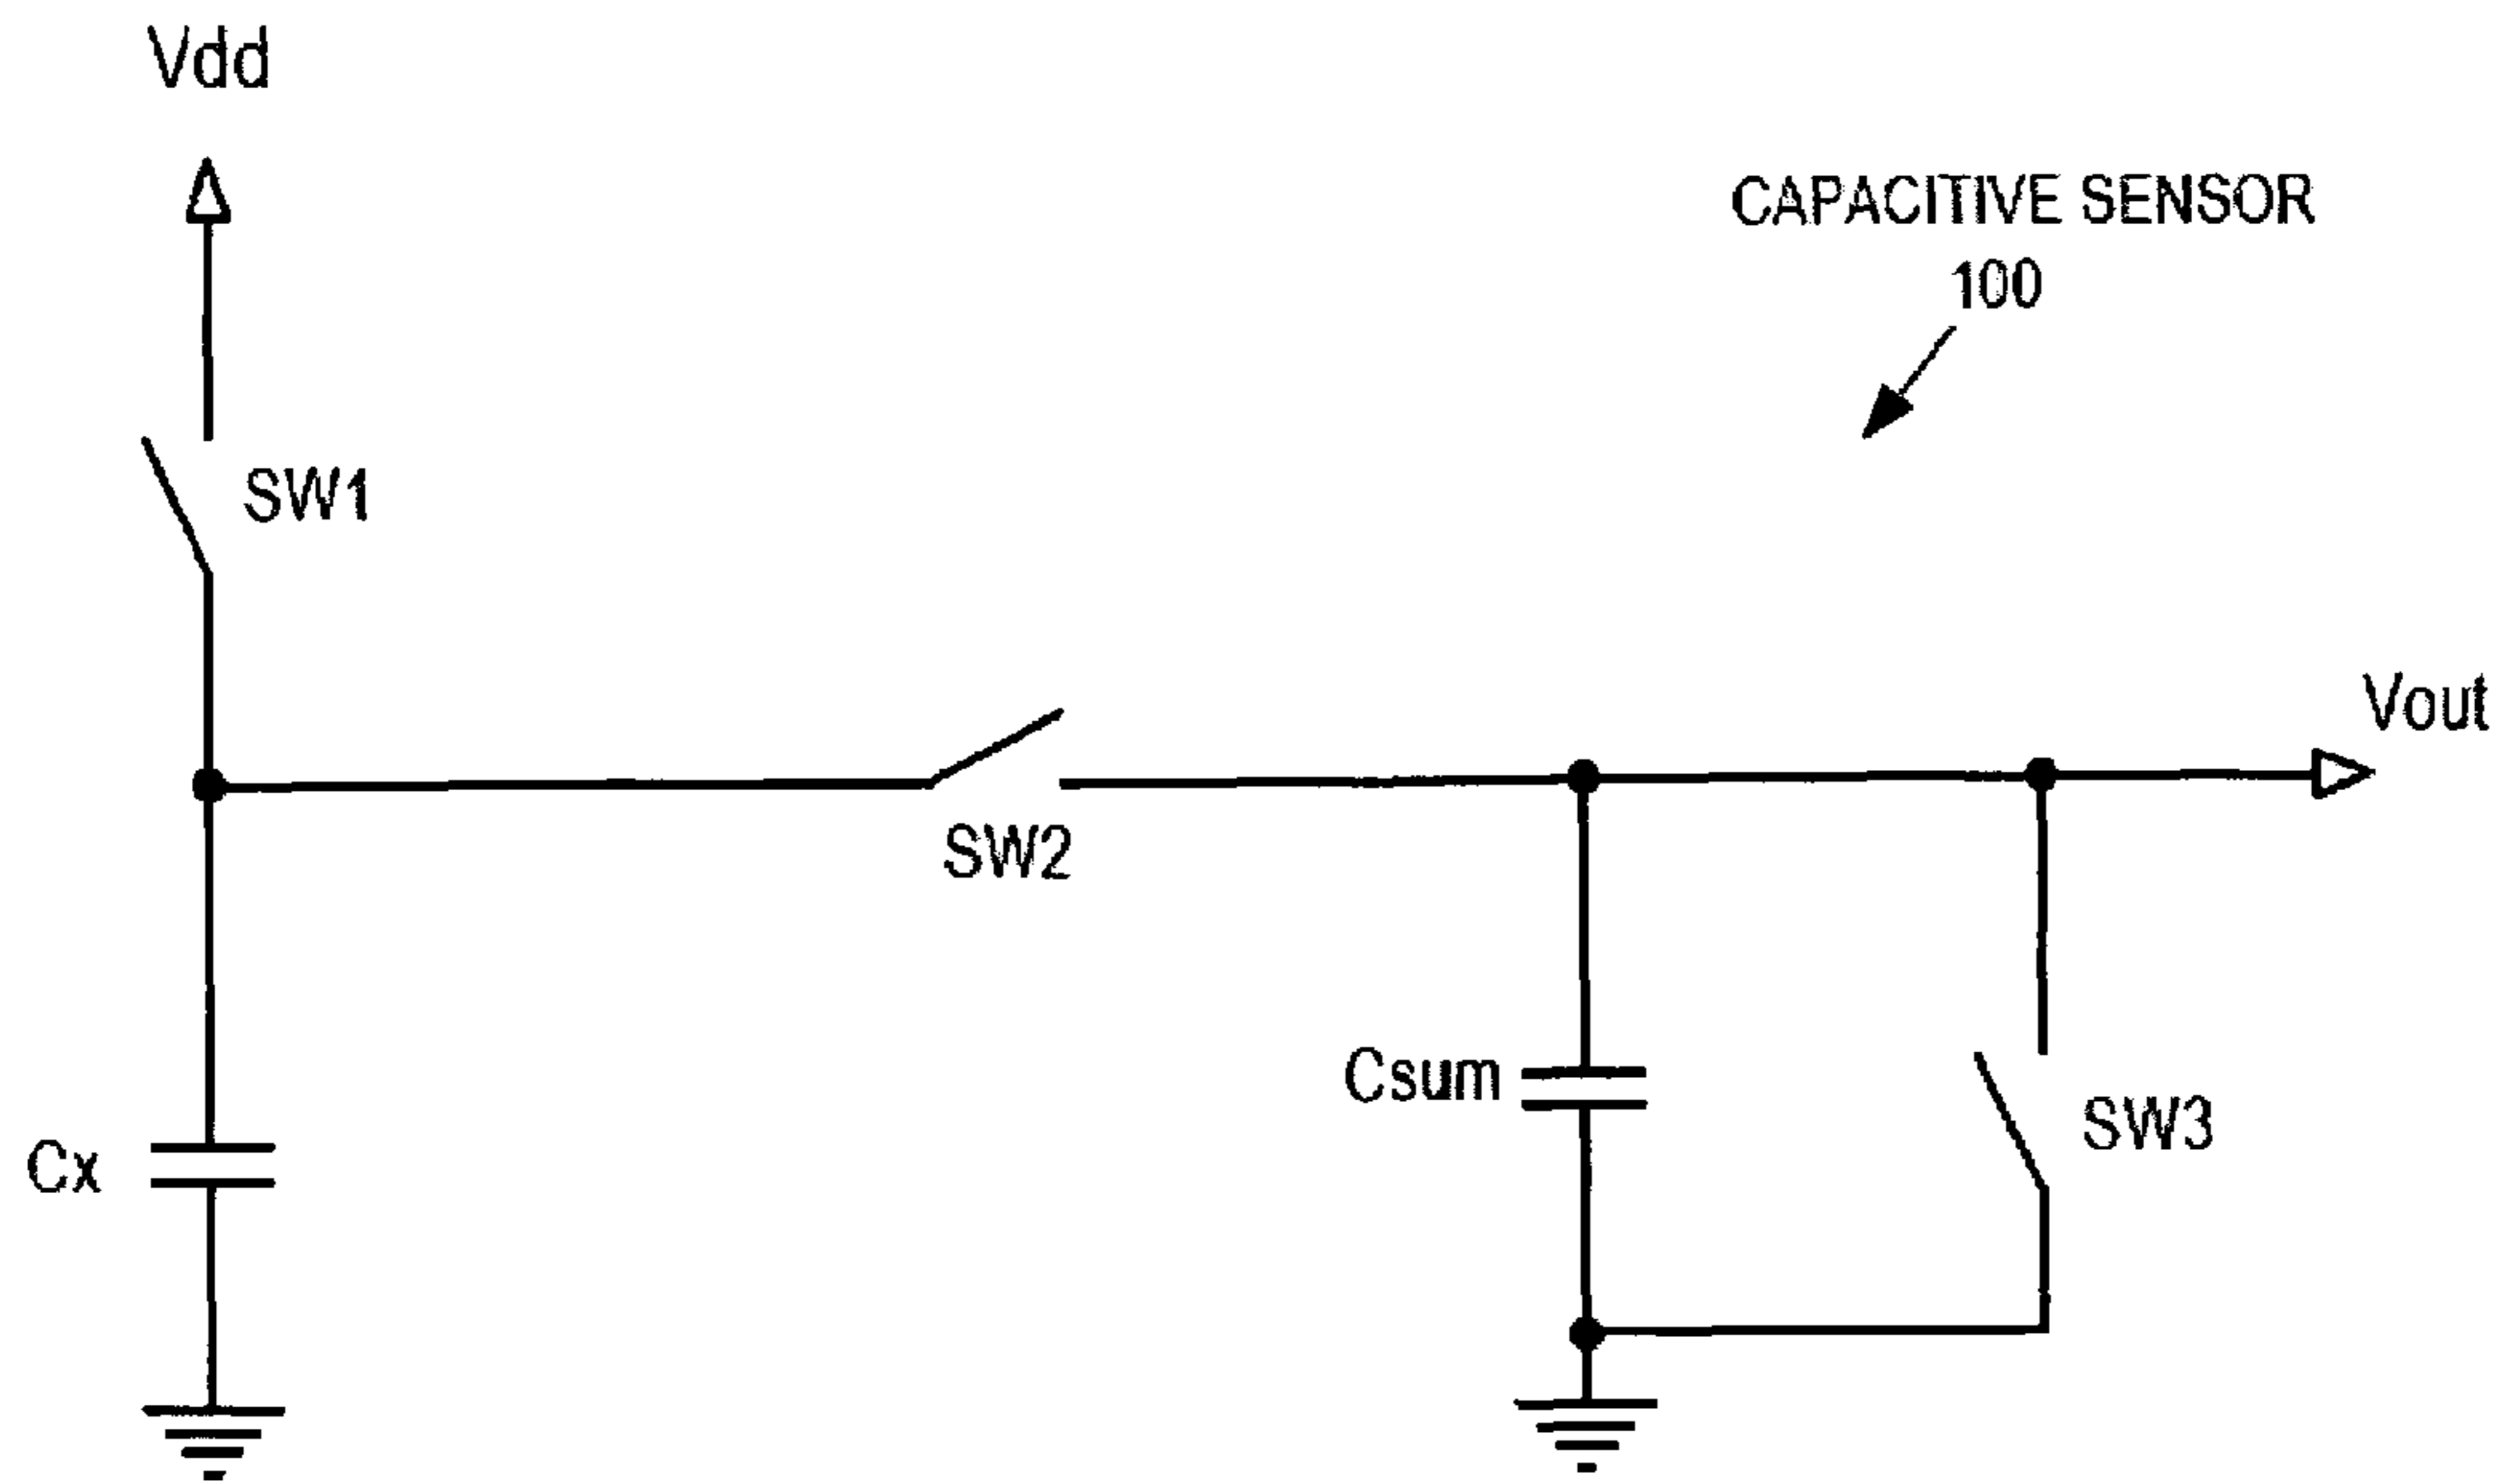 Vdd
CAPACITIVE SENSOR
100
SW1
Vout
SW2
Csum
SW3
Cx